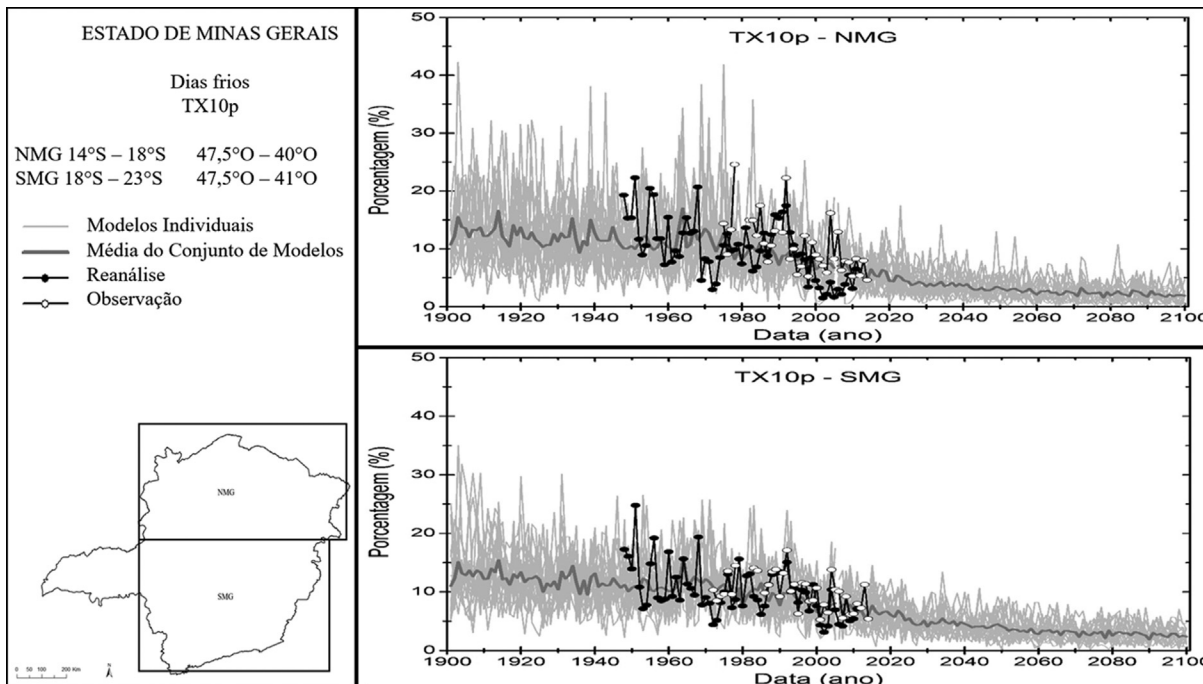 ESTADO DE MINAS GERAIS
Dias frios
TX10p
NMG 14°S – 18°S 47,5°O – 40°O
SMG 18°S – 23°S 47,5°O – 41°O
Modelos Individuais
Média do Conjunto de Modelos
Reanálise
Observação
NMG
SMG
0 50 100 200 Km
N
TX10p - NMG
Porcentagem (%)
50
40
30
20
10
0
1900 1920 1940 1960 1980 2000 2020 2040 2060 2080 2100
Data (ano)
TX10p - SMG
Porcentagem (%)
50
40
30
20
10
0
1900 1920 1940 1960 1980 2000 2020 2040 2060 2080 2100
Data (ano)